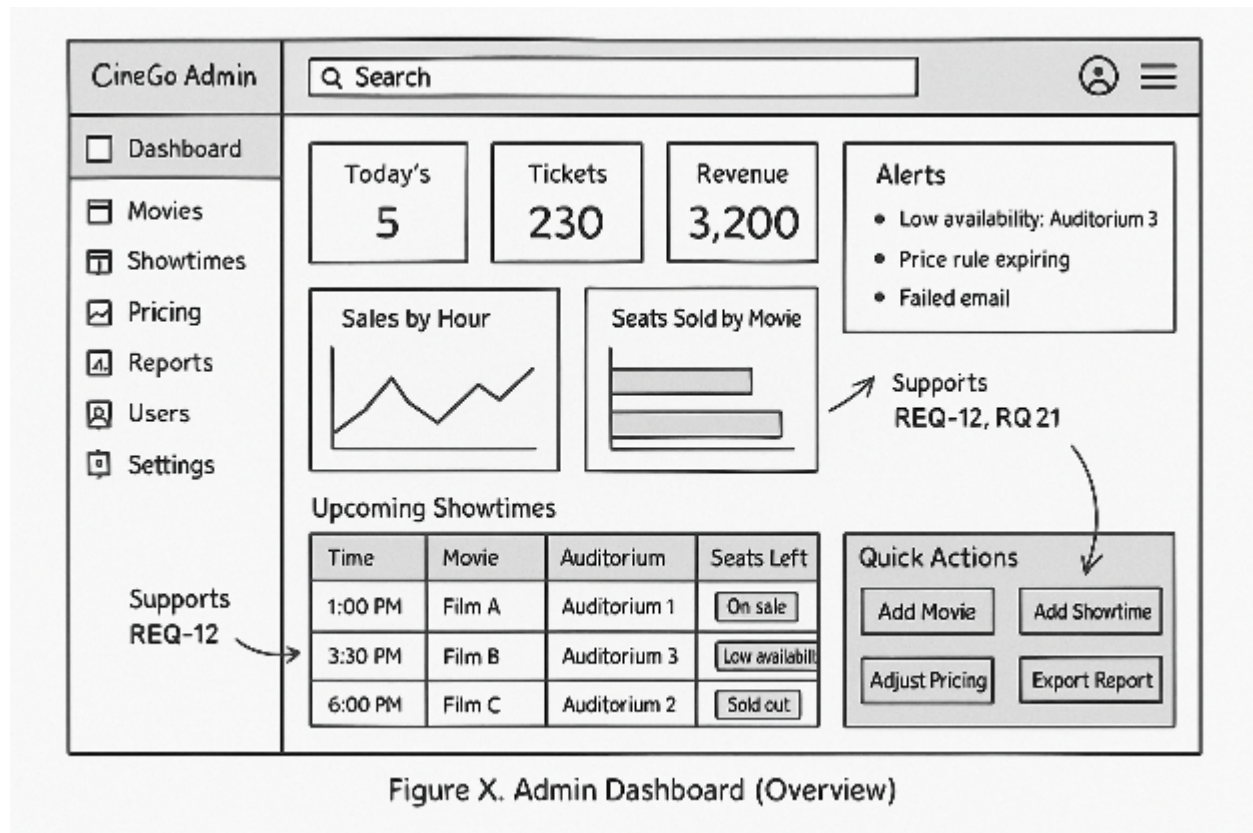 CineGo Admin
Search
Dashboard
Movies
Showtimes
Pricing
Reports
Users
Settings
Today's
5
Tickets
230
Revenue
3,200
Alerts
• Low availability: Auditorium 3
• Price rule expiring
• Failed email
Sales by Hour
Seats Sold by Movie
Supports
REQ-12, RQ 21
Upcoming Showtimes
Time Movie Auditorium Seats Left
1:00 PM Film A Auditorium 1 On sale
3:30 PM Film B Auditorium 3 Low availabilt
6:00 PM Film C Auditorium 2 Sold out
Supports
REQ-12
Quick Actions
Add Movie Add Showtime
Adjust Pricing Export Report
Figure X. Admin Dashboard (Overview)